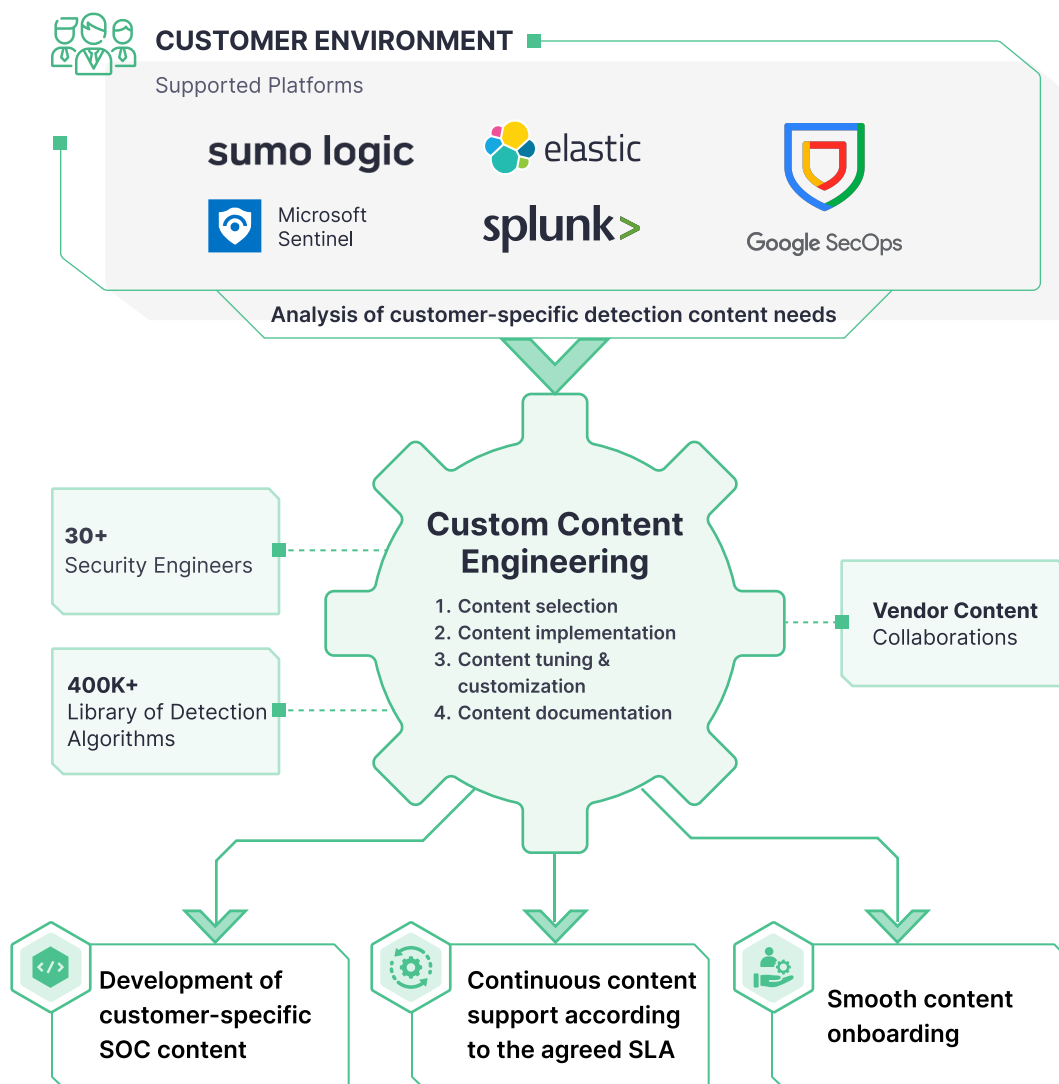 CUSTOMER ENVIRONMENT
Supported Platforms
sumo logic
elastic
Microsoft
Sentinel
splunk>
Google SecOps
Analysis of customer-specific detection content needs
30+
Security Engineers
400K+
Library of Detection
Algorithms
Custom Content
Engineering
1. Content selection
2. Content implementation
3. Content tuning &
customization
4. Content documentation
Vendor Content
Collaborations
</>
Development of
customer-specific
SOC content
Continuous content
support according
to the agreed SLA
Smooth content
onboarding